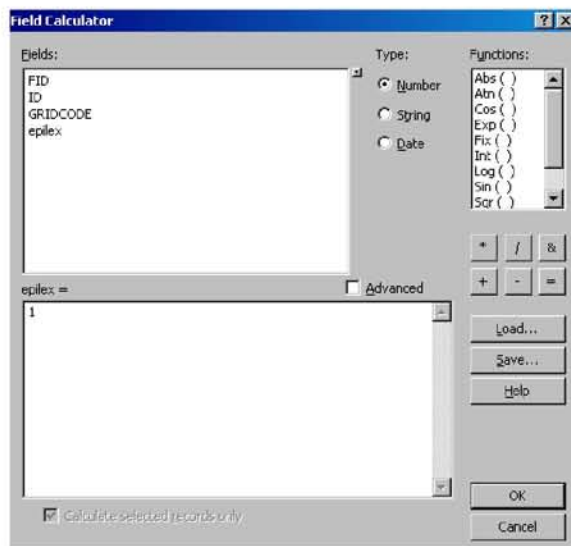 Field Calculator
Fields:
FID
ID
GRIDCODE
epilex
Type:
Number
String
Date
Functions:
Abs ( )
Atn ( )
Cos ( )
Exp ( )
Fix ( )
Int ( )
Log ( )
Sin ( )
Sqr ( )
* / &
+ - =
epilex =
Advanced
1
Load...
Save...
Help
Calculate selected records only
OK
Cancel